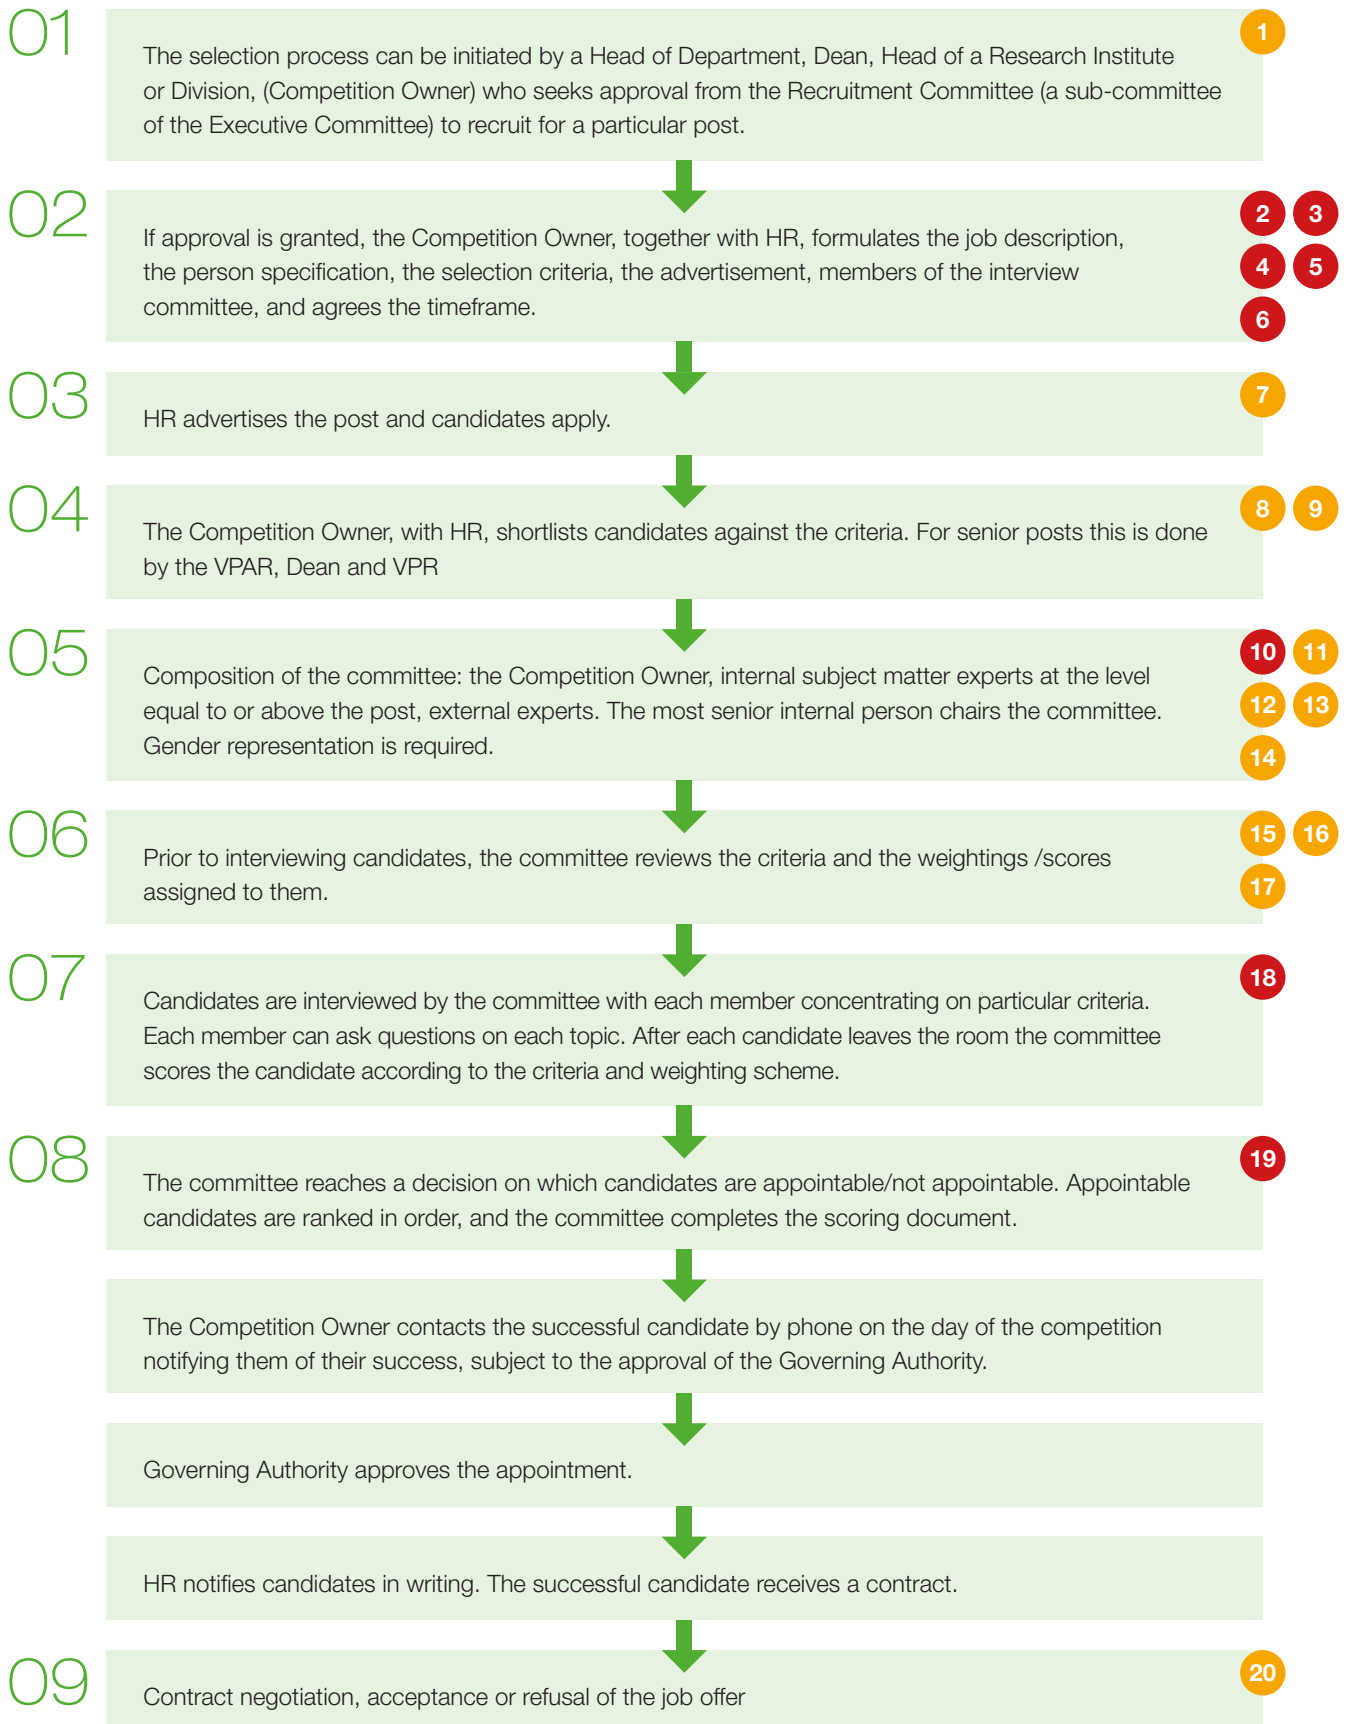 01
1
The selection process can be initiated by a Head of Department, Dean, Head of a Research Institute
or Division, (Competition Owner) who seeks approval from the Recruitment Committee (a sub-committee
of the Executive Committee) to recruit for a particular post.
02
2 3
If approval is granted, the Competition Owner, together with HR, formulates the job description,
the person specification, the selection criteria, the advertisement, members of the interview
committee, and agrees the timeframe.
4 5
6
03
7
HR advertises the post and candidates apply.
04
8 9
The Competition Owner, with HR, shortlists candidates against the criteria. For senior posts this is done
by the VPAR, Dean and VPR
05
10 11
Composition of the committee: the Competition Owner, internal subject matter experts at the level
equal to or above the post, external experts. The most senior internal person chairs the committee.
Gender representation is required.
12 13
14
06
15 16
Prior to interviewing candidates, the committee reviews the criteria and the weightings /scores
assigned to them.
17
07
18
Candidates are interviewed by the committee with each member concentrating on particular criteria.
Each member can ask questions on each topic. After each candidate leaves the room the committee
scores the candidate according to the criteria and weighting scheme.
08
19
The committee reaches a decision on which candidates are appointable/not appointable. Appointable
candidates are ranked in order, and the committee completes the scoring document.
The Competition Owner contacts the successful candidate by phone on the day of the competition
notifying them of their success, subject to the approval of the Governing Authority.
Governing Authority approves the appointment.
HR notifies candidates in writing. The successful candidate receives a contract.
09
20
Contract negotiation, acceptance or refusal of the job offer